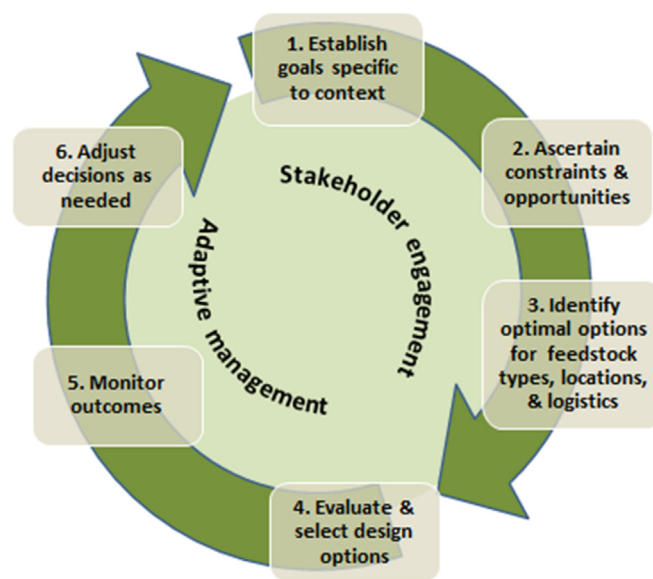 1. Establish
goals specific
to context
2. Ascertain
constraints &
opportunities
3. Identify
optimal options
for feedstock
types, locations,
& logistics
4. Evaluate &
select design
options
5. Monitor
outcomes
6. Adjust
decisions as
needed
Stakeholder engagement
Adaptive management